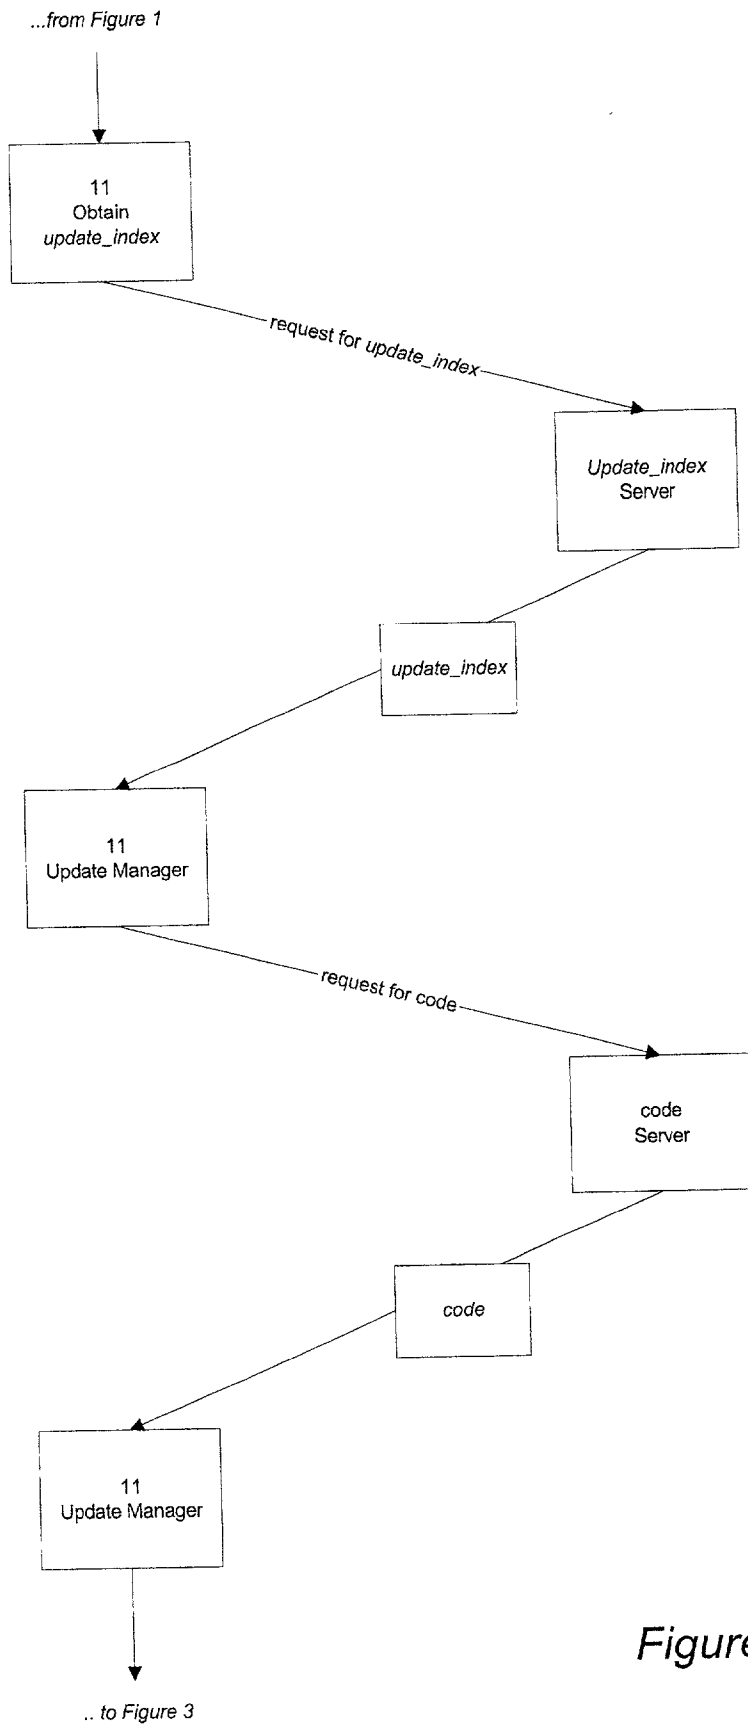 ...from Figure 1
11
Obtain
update_index
request for update_index
Update_index
Server
update_index
11
Update Manager
request for code
code
Server
code
11
Update Manager
Figure
.. to Figure 3